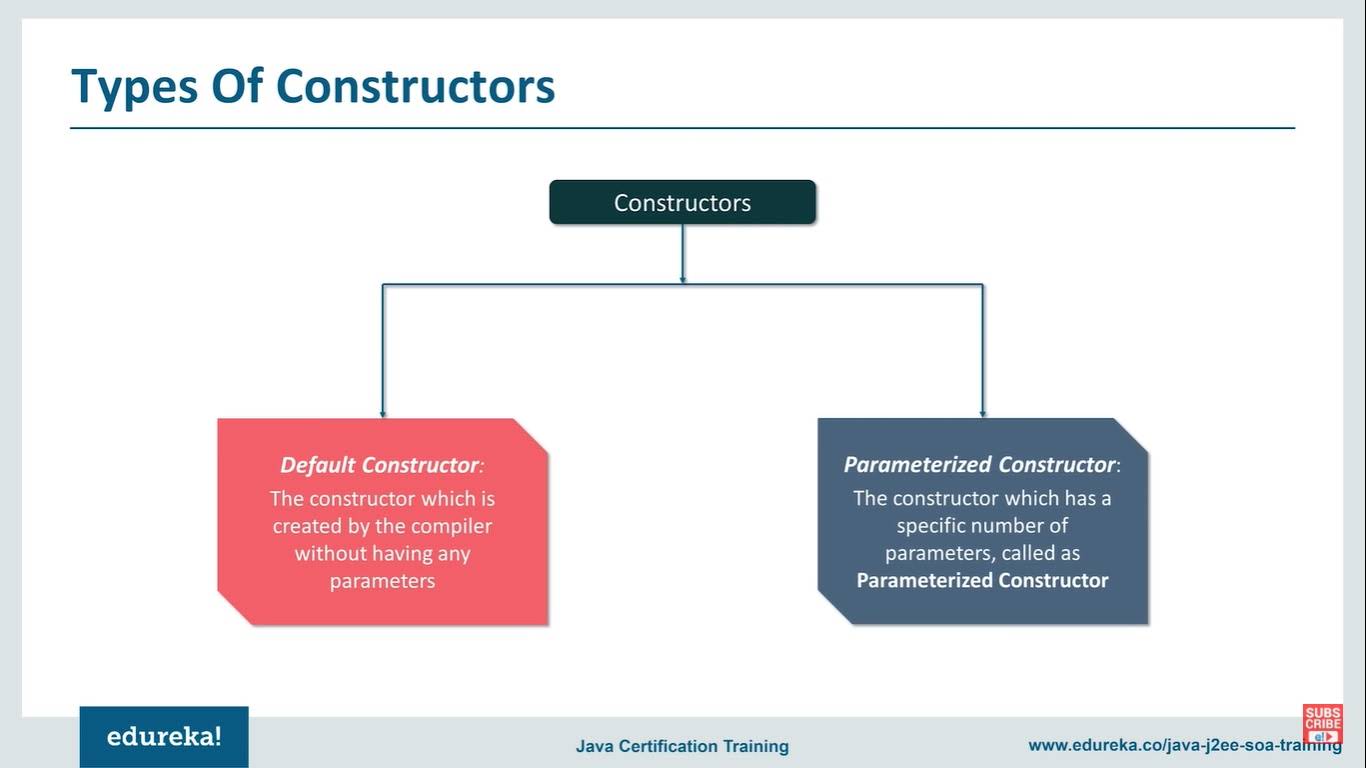 Types Of Constructors
Constructors
Default Constructor:
The constructor which is
created by the compiler
without having any
parameters
Parameterized Constructor:
The constructor which has a
specific number of
parameters, called as
Parameterized Constructor
edureka!
Java Certification Training
www.edureka.co/java-j2ee-soa-training
SUBS
CRIBE
e!